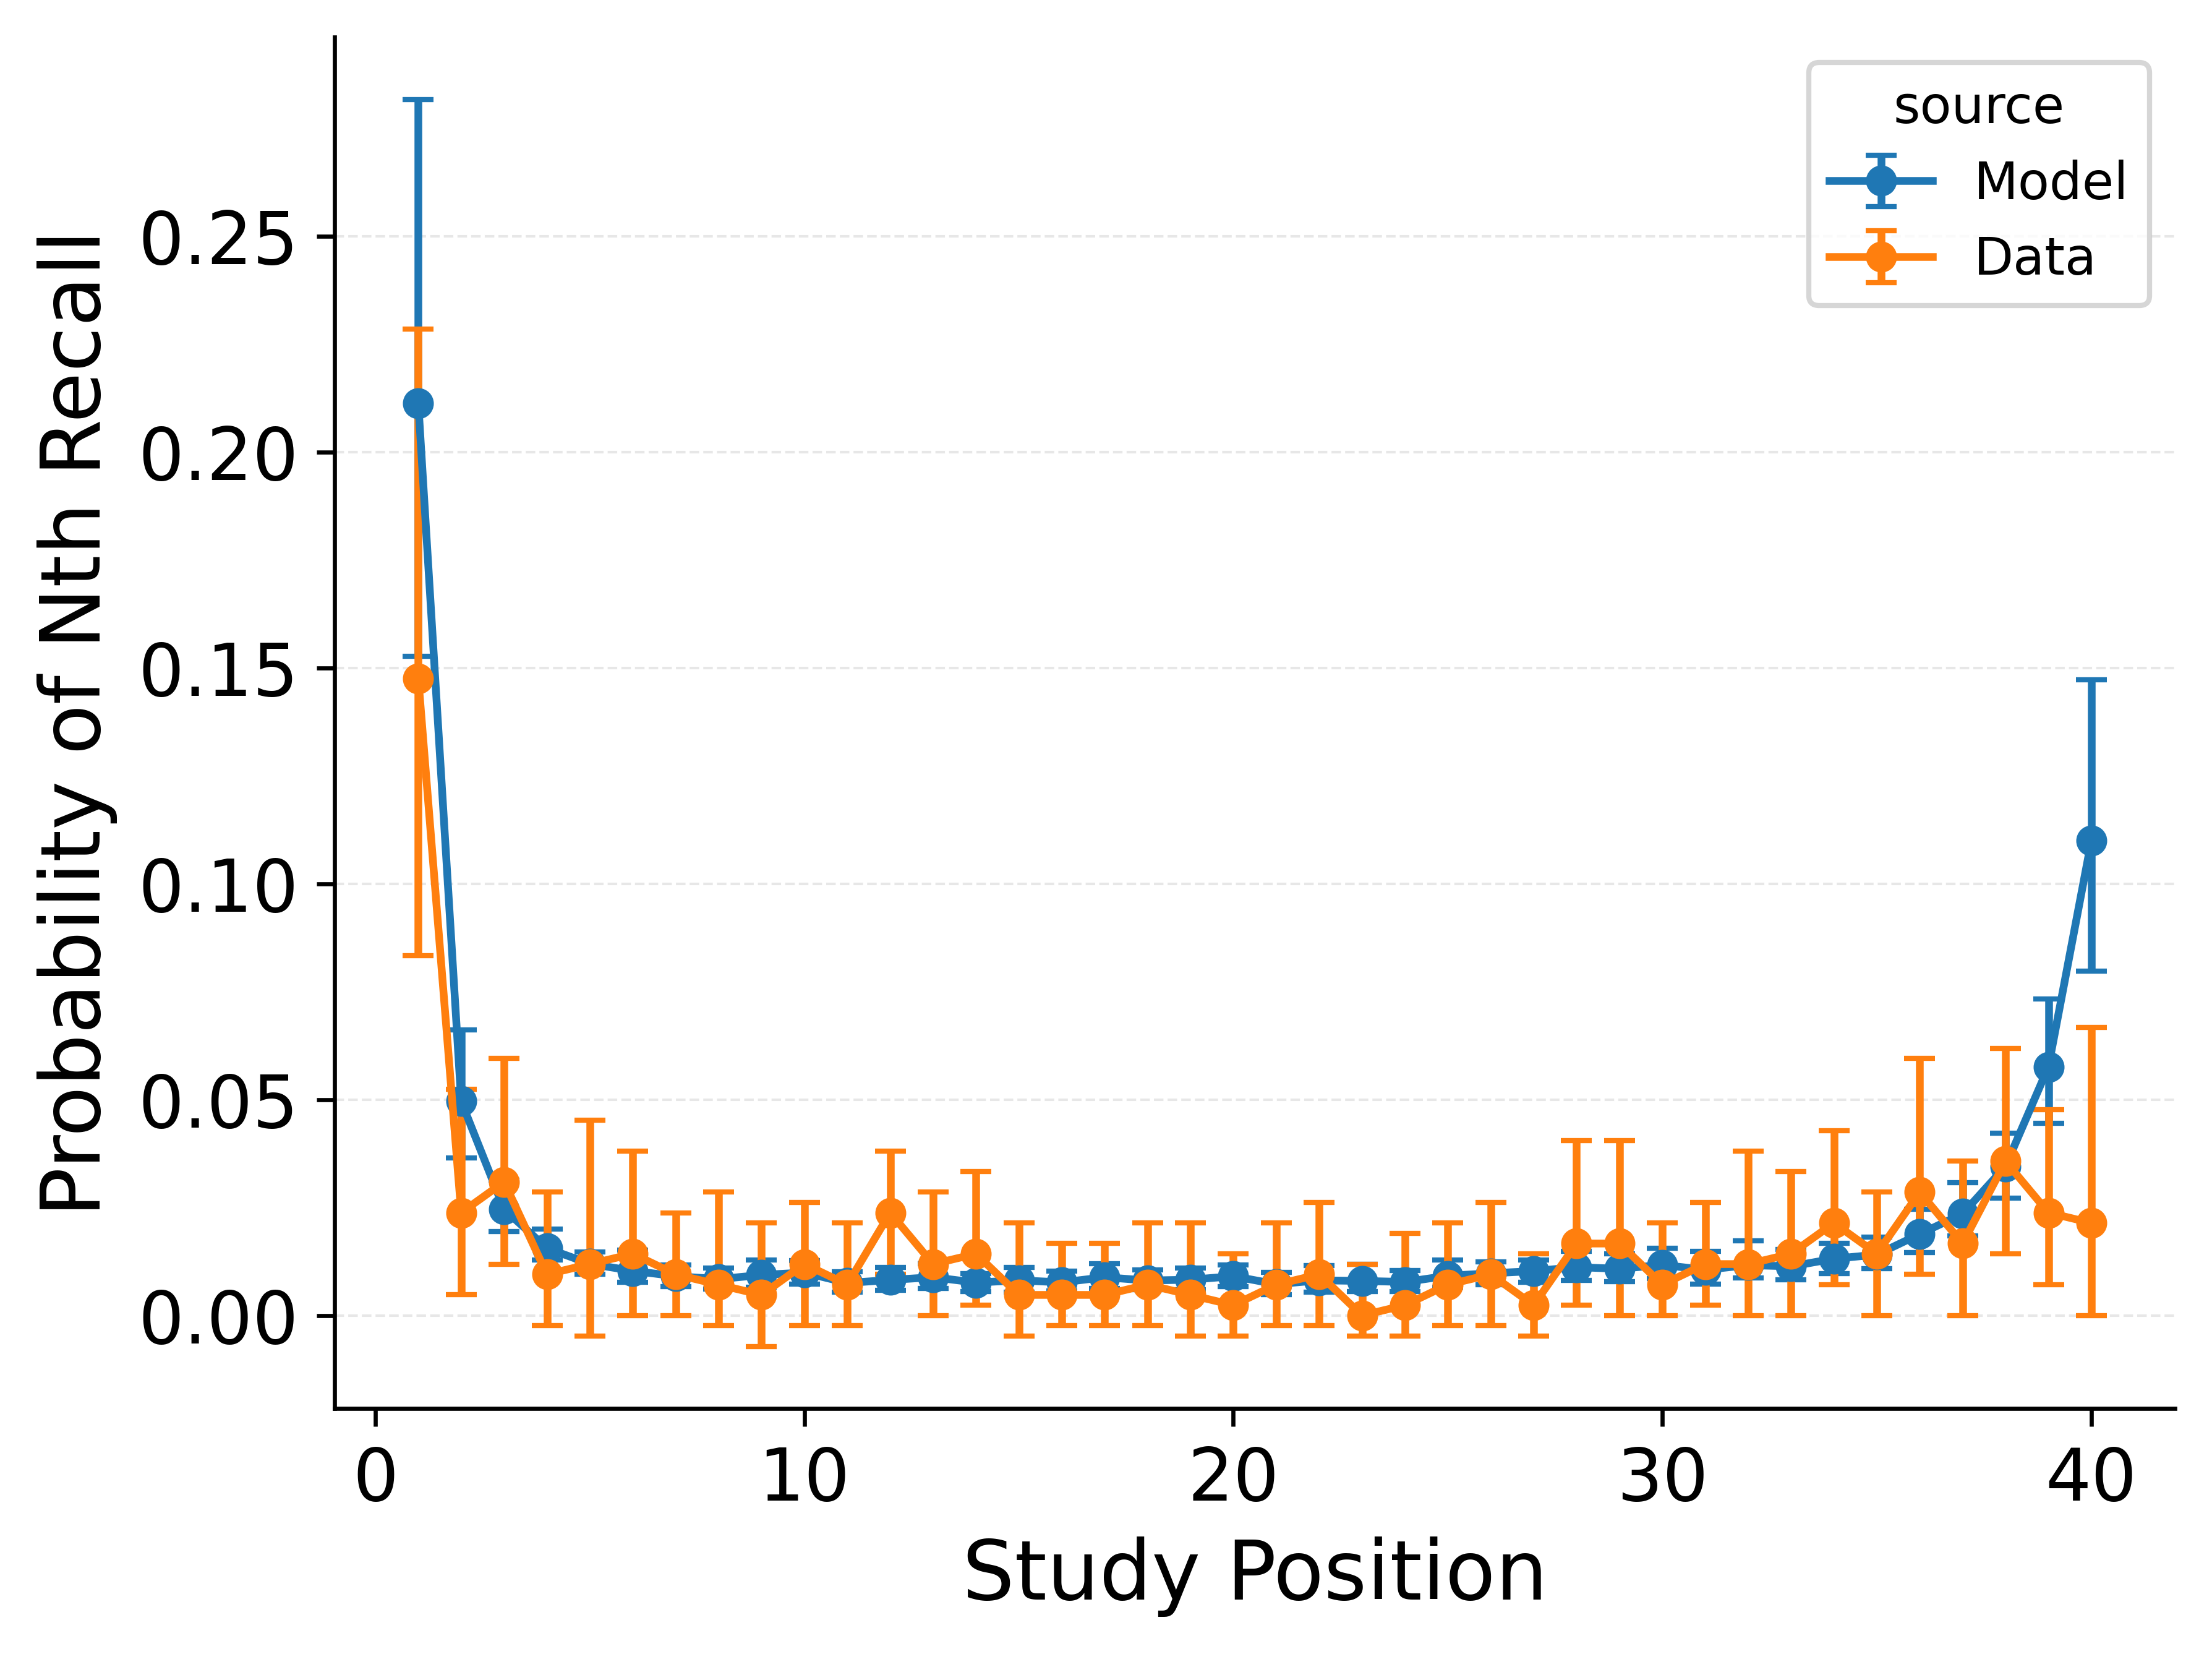 source
Model
Data
Probability of Nth Recall
0.25
0.20
0.15
0.10
0.05
0.00
0 10 20 30 40
Study Position